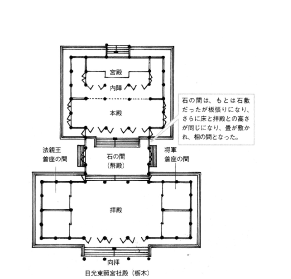 宮殿
内陣
本殿
石の間は、もとは石敷
だったが板張りになり、
さらに床と拝殿との高さ
が同じになり、畳が敷か
れ、相の間となった。
法親王
着座の間
石の間
(相殿)
将軍
着座の間
拝殿
向拝
日光東照宮社殿(栃木)